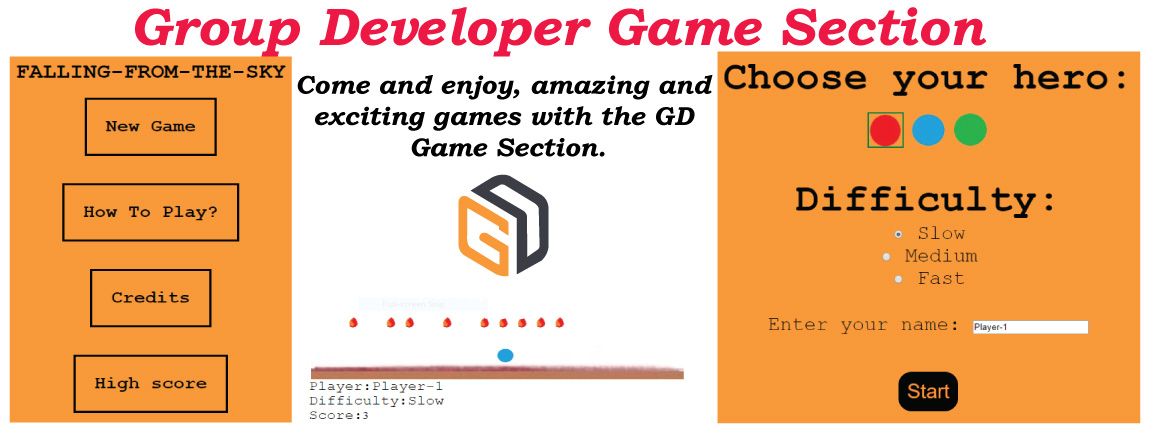 Group Developer Game Section
FALLING-FROM-THE-SKY
New Game
How To Play?
Credits
High score
Come and enjoy, amazing and
exciting games with the GD
Game Section.
Player:Player-1
Difficulty:Slow
Score:3
Choose your hero:
Difficulty:
Slow
Medium
Fast
Enter your name: Player-1
Start